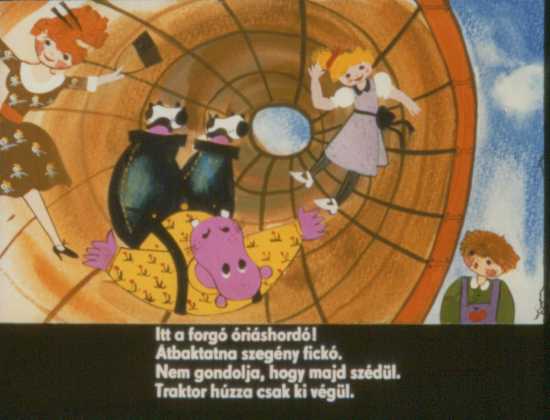 Itt a forgó óriáshordó!
Átbaktatna szegény fickó.
Nem gondolja, hogy majd szédül.
Traktor húzza csak ki végül.